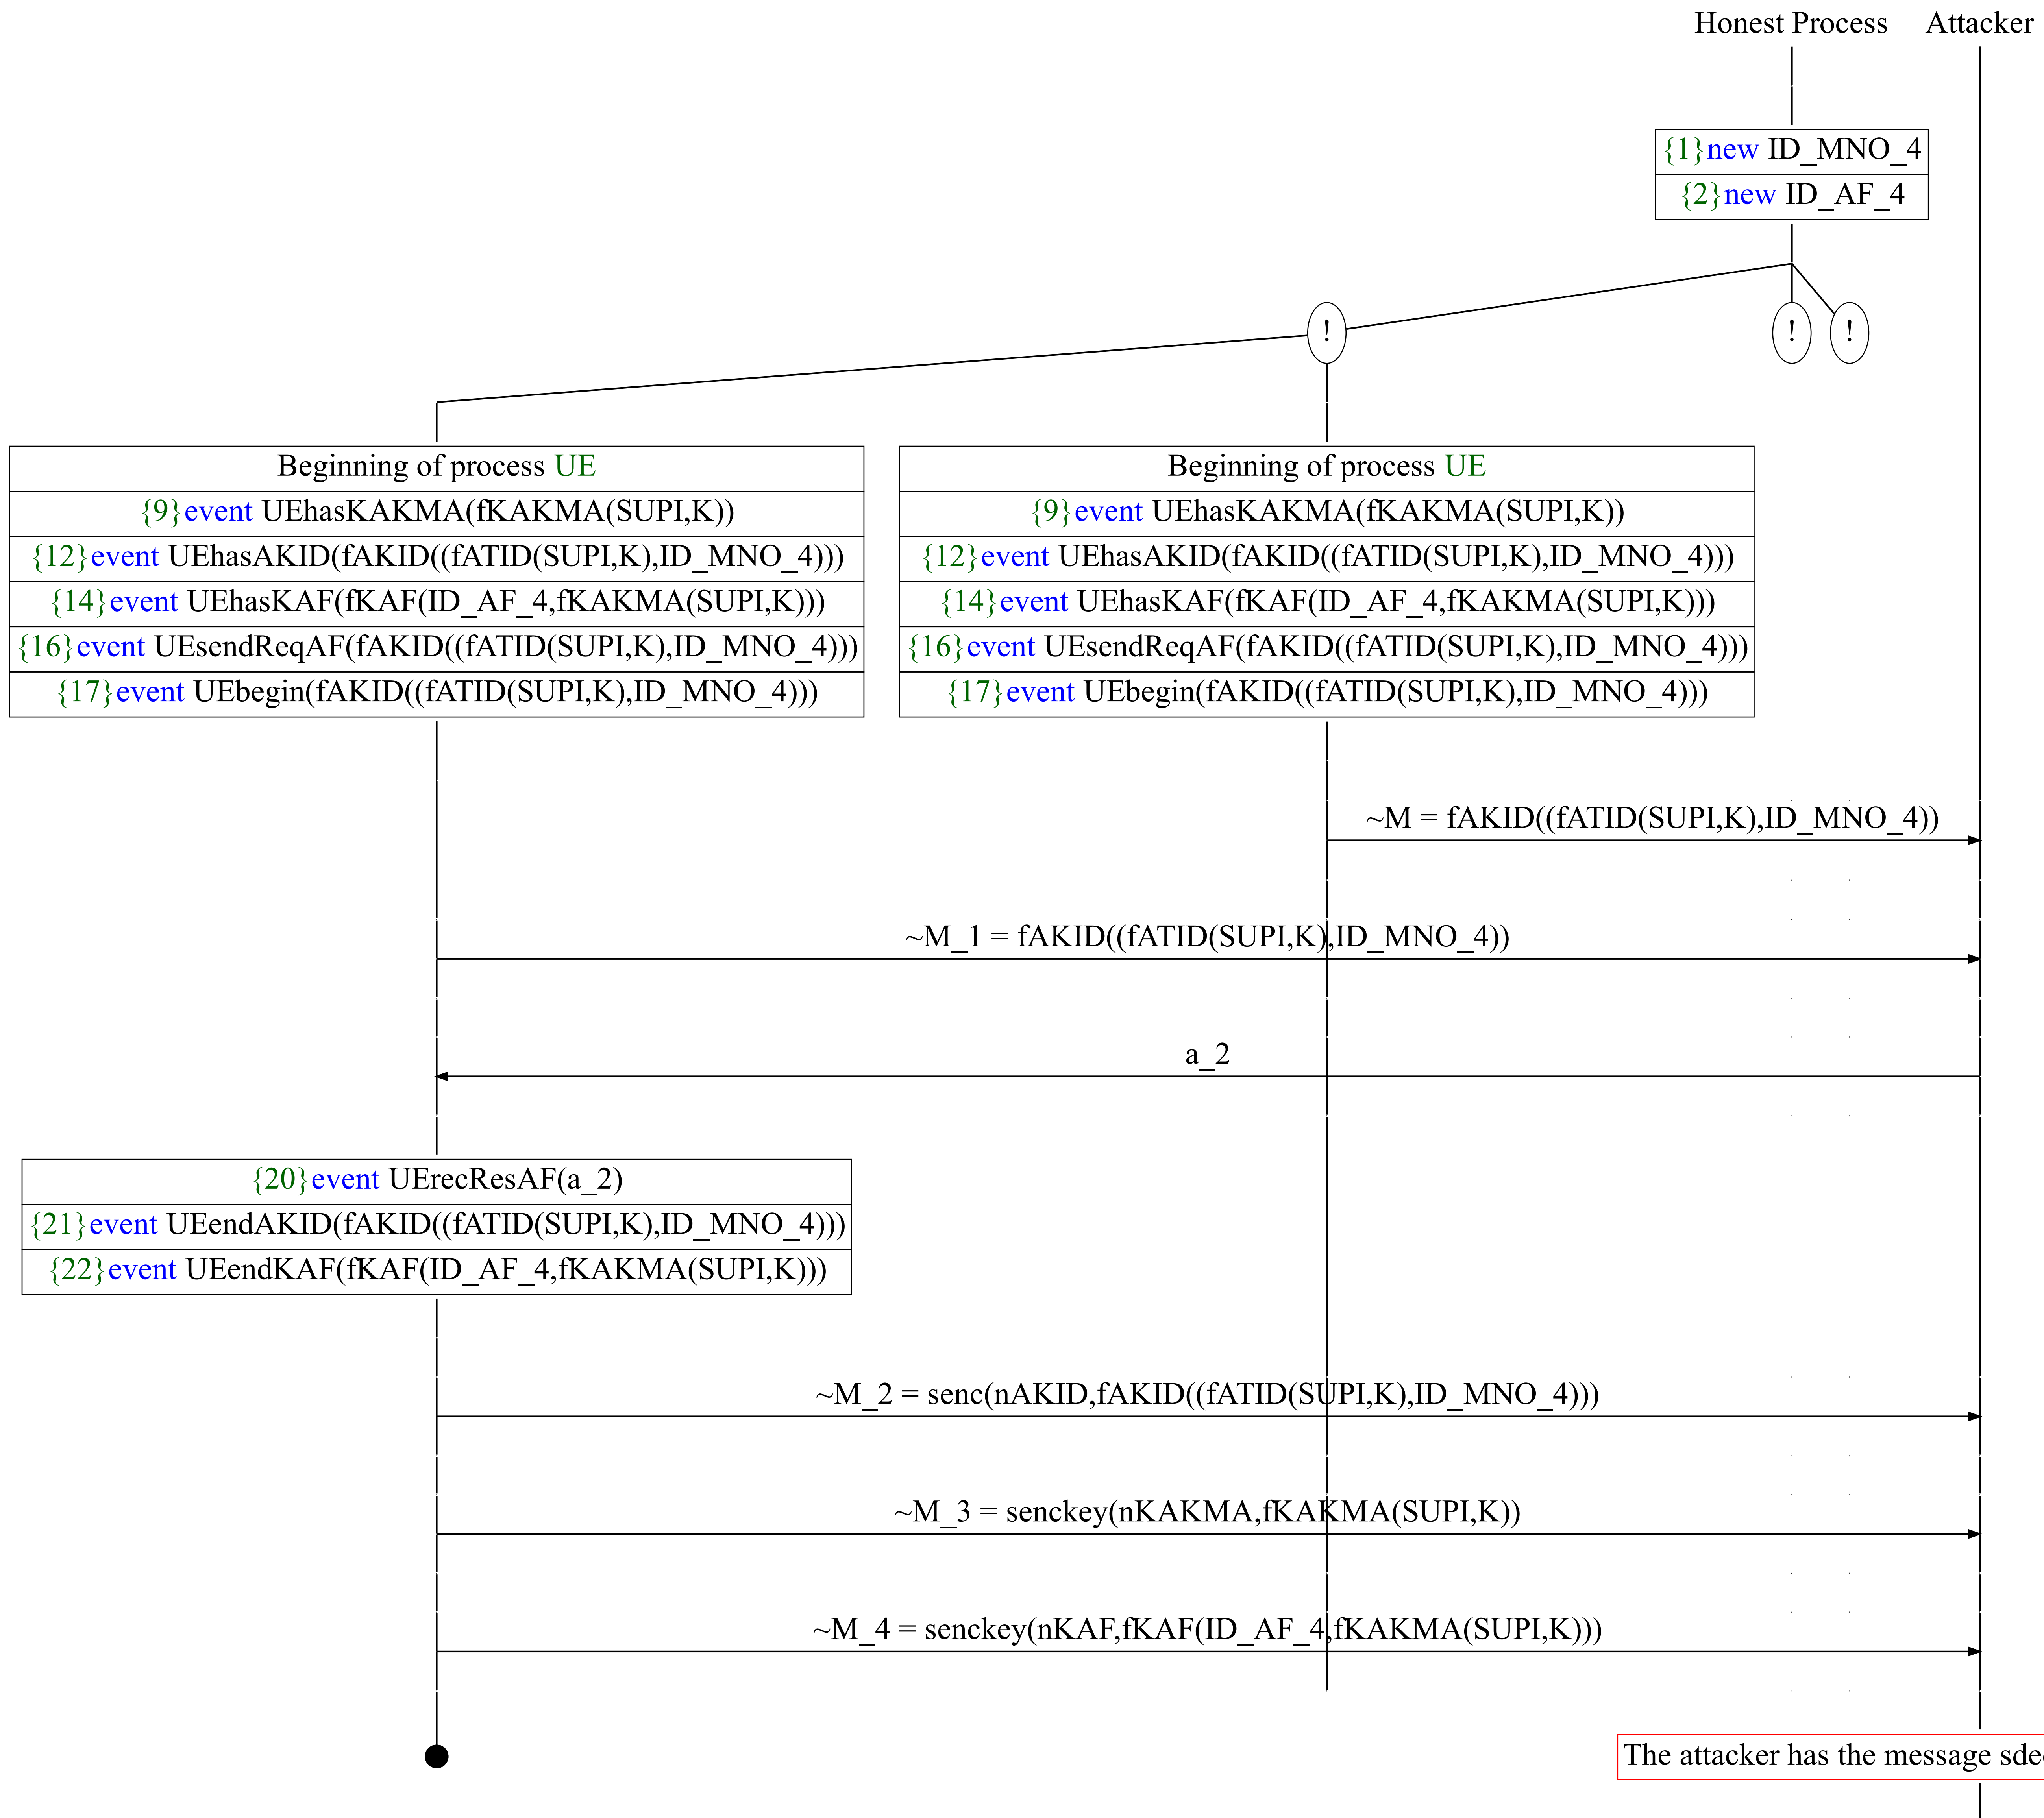 Honest Process Attacker
{1}new ID_MNO_4
{2}new ID_AF_4
! ! !
Beginning of process UE
{9}event UEhasKAKMA(fKAKMA(SUPI,K))
{12}event UEhasAKID(fAKID((fATID(SUPI,K),ID_MNO_4)))
{14}event UEhasKAF(fKAF(ID_AF_4,fKAKMA(SUPI,K)))
{16}event UEsendReqAF(fAKID((fATID(SUPI,K),ID_MNO_4)))
{17}event UEbegin(fAKID((fATID(SUPI,K),ID_MNO_4)))
Beginning of process UE
{9}event UEhasKAKMA(fKAKMA(SUPI,K))
{12}event UEhasAKID(fAKID((fATID(SUPI,K),ID_MNO_4)))
{14}event UEhasKAF(fKAF(ID_AF_4,fKAKMA(SUPI,K)))
{16}event UEsendReqAF(fAKID((fATID(SUPI,K),ID_MNO_4)))
{17}event UEbegin(fAKID((fATID(SUPI,K),ID_MNO_4)))
~M = fAKID((fATID(SUPI,K),ID_MNO_4))
~M_1 = fAKID((fATID(SUPI,K),ID_MNO_4))
a_2
{20}event UErecResAF(a_2)
{21}event UEendAKID(fAKID((fATID(SUPI,K),ID_MNO_4)))
{22}event UEendKAF(fKAF(ID_AF_4,fKAKMA(SUPI,K)))
~M_2 = senc(nAKID,fAKID((fATID(SUPI,K),ID_MNO_4)))
~M_3 = senckey(nKAKMA,fKAKMA(SUPI,K))
~M_4 = senckey(nKAF,fKAF(ID_AF_4,fKAKMA(SUPI,K)))
The attacker has the message